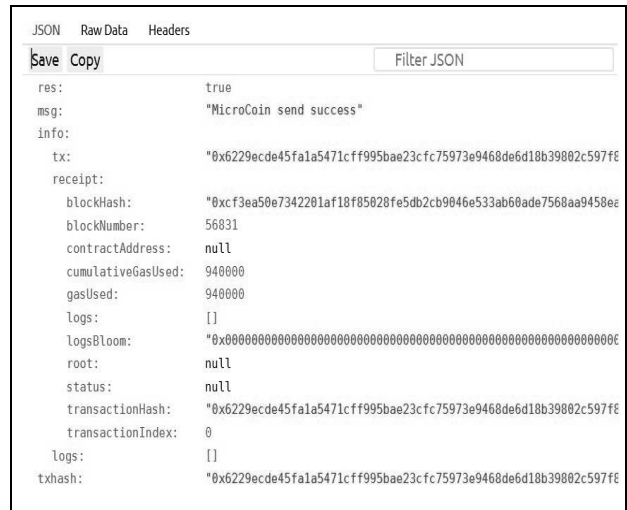 JSON Raw Data Headers
Save Copy Filter JSON
res: true
msg: "MicroCoin send success"
info:
tx: "0x6229ecde45fa1a5471cff995bae23cfc75973e9468de6d18b39802c597f8
receipt:
blockHash: "0xcf3ea50e7342201af18f85028fe5db2cb9046e533ab60ade7568aa9458ea
blockNumber: 56831
contractAddress: null
cumulativeGasUsed: 940000
gasUsed: 940000
logs: []
logsBloom: "0x000000000000000000000000000000000000000000000000000000000000
root: null
status: null
transactionHash: "0x6229ecde45fa1a5471cff995bae23cfc75973e9468de6d18b39802c597f8
transactionIndex: 0
logs: []
txhash: "0x6229ecde45fa1a5471cff995bae23cfc75973e9468de6d18b39802c597f8